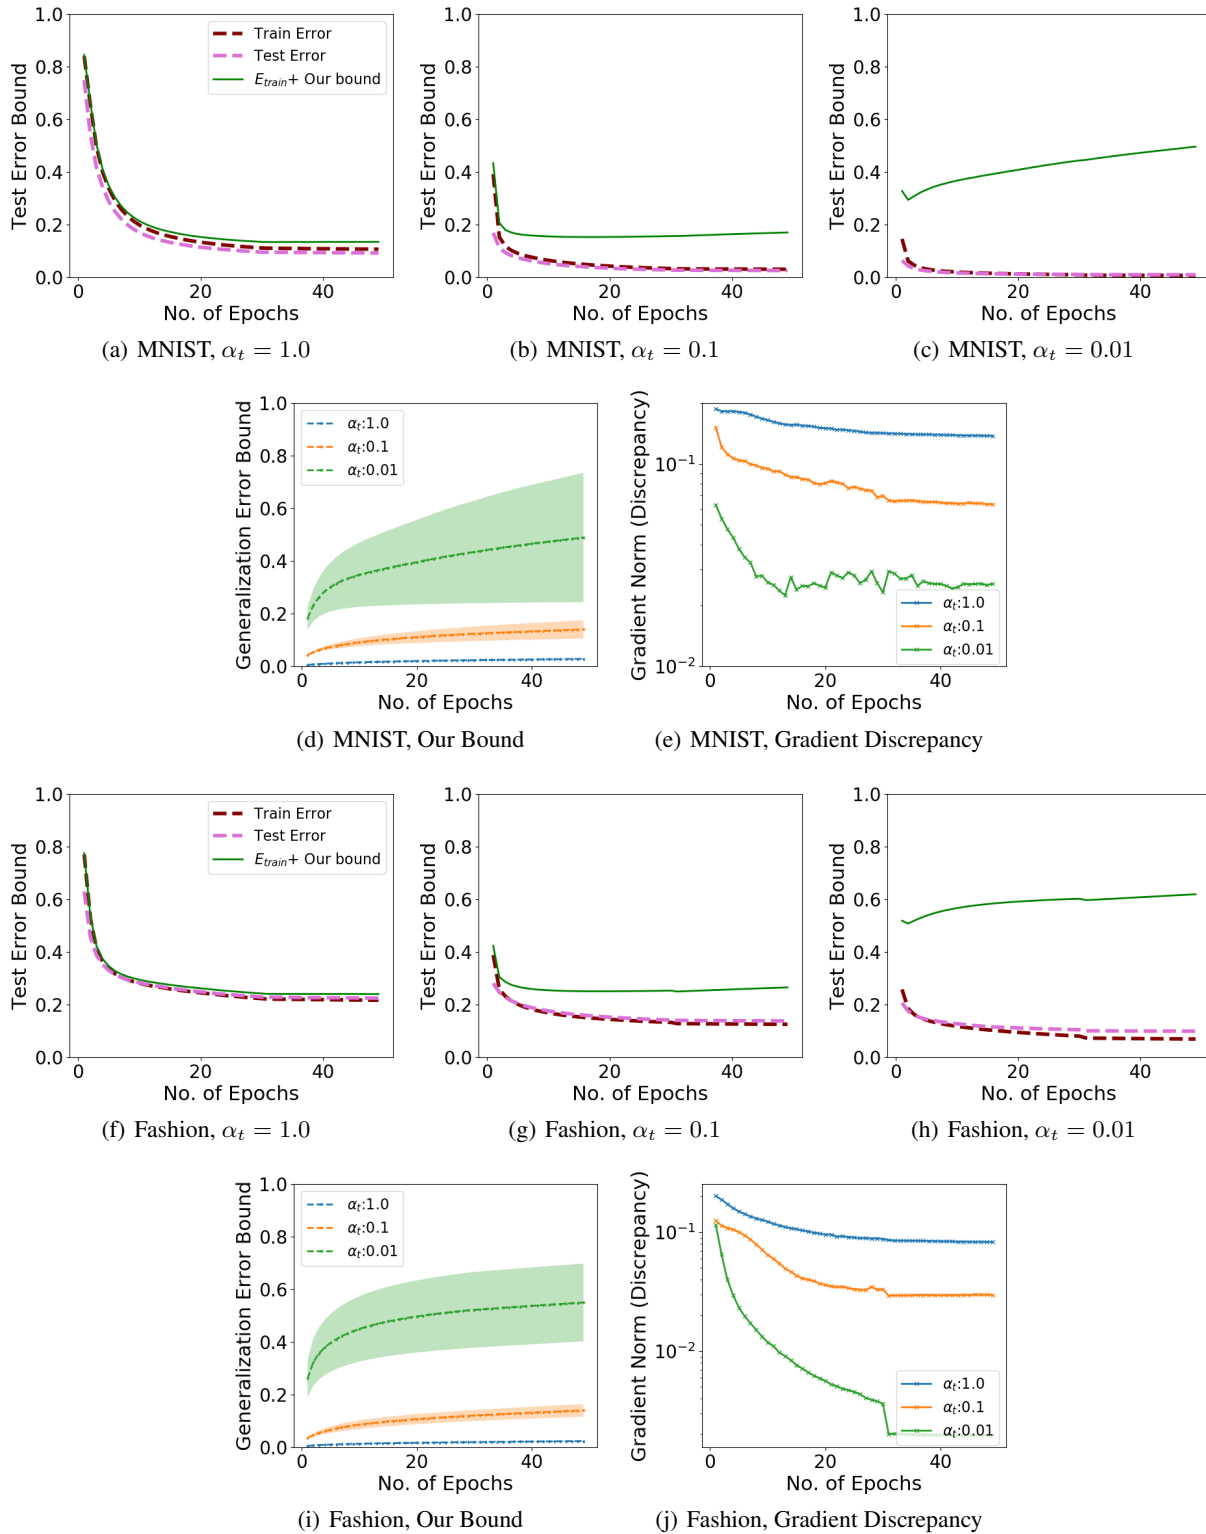 1.0
0.8
0.6
0.4
0.2
0.0
Test Error Bound
0 20 40
No. of Epochs
Train Error
Test Error
E_train+ Our bound
(a) MNIST, α_t = 1.0
1.0
0.8
0.6
0.4
0.2
0.0
Test Error Bound
0 20 40
No. of Epochs
(b) MNIST, α_t = 0.1
1.0
0.8
0.6
0.4
0.2
0.0
Test Error Bound
0 20 40
No. of Epochs
(c) MNIST, α_t = 0.01
1.0
0.8
0.6
0.4
0.2
0.0
Generalization Error Bound
α_t:1.0
α_t:0.1
α_t:0.01
0 20 40
No. of Epochs
(d) MNIST, Our Bound
Gradient Norm (Discrepancy)
10⁻¹
10⁻²
α_t:1.0
α_t:0.1
α_t:0.01
0 20 40
No. of Epochs
(e) MNIST, Gradient Discrepancy
1.0
0.8
0.6
0.4
0.2
0.0
Test Error Bound
Train Error
Test Error
E_train+ Our bound
0 20 40
No. of Epochs
(f) Fashion, α_t = 1.0
1.0
0.8
0.6
0.4
0.2
0.0
Test Error Bound
0 20 40
No. of Epochs
(g) Fashion, α_t = 0.1
1.0
0.8
0.6
0.4
0.2
0.0
Test Error Bound
0 20 40
No. of Epochs
(h) Fashion, α_t = 0.01
1.0
0.8
0.6
0.4
0.2
0.0
Generalization Error Bound
α_t:1.0
α_t:0.1
α_t:0.01
0 20 40
No. of Epochs
(i) Fashion, Our Bound
Gradient Norm (Discrepancy)
10⁻¹
10⁻²
α_t:1.0
α_t:0.1
α_t:0.01
0 20 40
No. of Epochs
(j) Fashion, Gradient Discrepancy